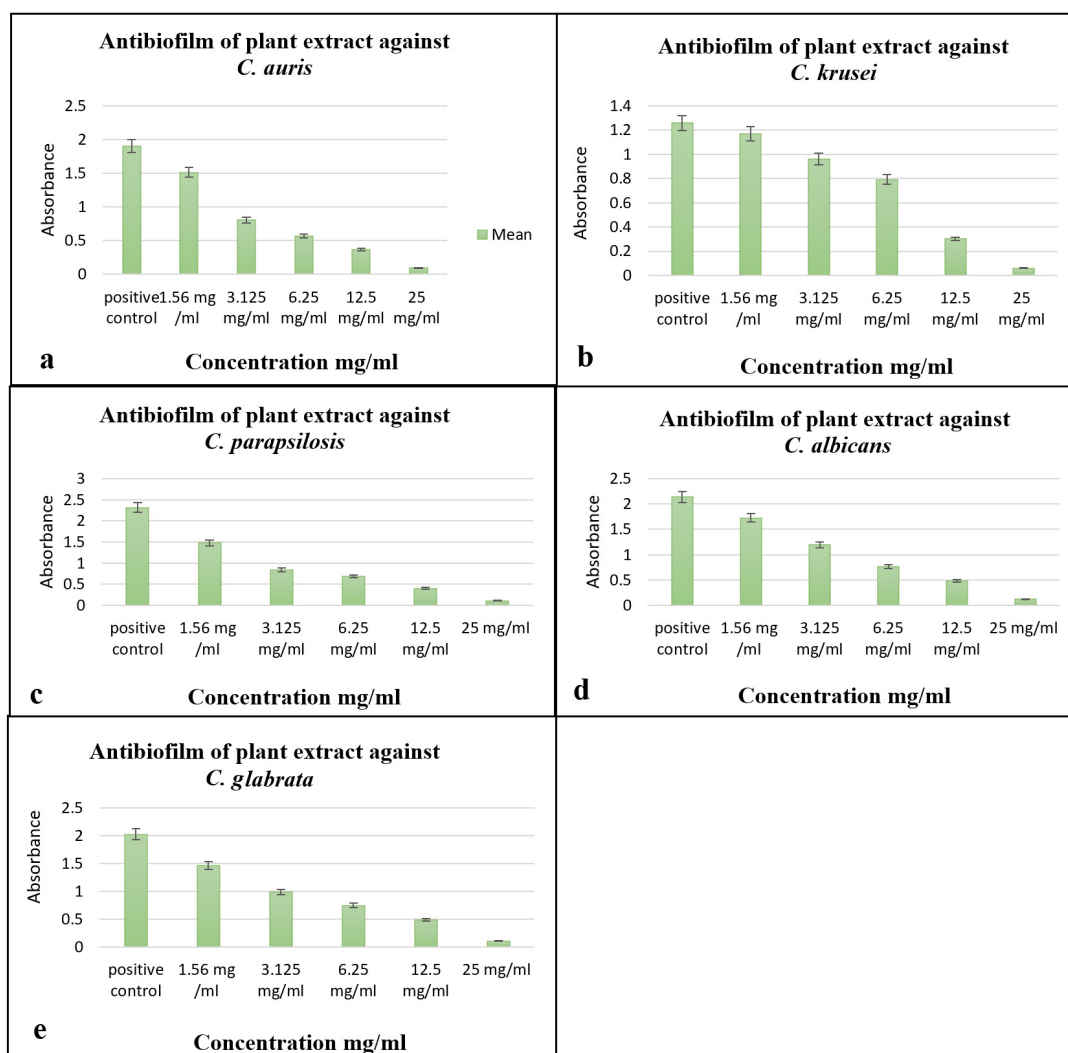 Antibiofilm of plant extract against
C. auris
2.5
2
1.5
1
0.5
0
Absorbance
Mean
positive control
1.56 mg /ml
3.125 mg/ml
6.25 mg/ml
12.5 mg/ml
25 mg/ml
a
Concentration mg/ml
Antibiofilm of plant extract against
C. krusei
1.4
1.2
1
0.8
0.6
0.4
0.2
0
Absorbance
positive control
1.56 mg /ml
3.125 mg/ml
6.25 mg/ml
12.5 mg/ml
25 mg/ml
b
Concentration mg/ml
Antibiofilm of plant extract against
C. parapsilosis
3
2.5
2
1.5
1
0.5
0
Absorbance
positive control
1.56 mg /ml
3.125 mg/ml
6.25 mg/ml
12.5 mg/ml
25 mg/ml
c
Concentration mg/ml
Antibiofilm of plant extract against
C. albicans
2.5
2
1.5
1
0.5
0
Absorbance
positive control
1.56 mg /ml
3.125 mg/ml
6.25 mg/ml
12.5 mg/ml
25 mg/ml
d
Concentration mg/ml
Antibiofilm of plant extract against
C. glabrata
2.5
2
1.5
1
0.5
0
Absorbance
positive control
1.56 mg /ml
3.125 mg/ml
6.25 mg/ml
12.5 mg/ml
25 mg/ml
e
Concentration mg/ml